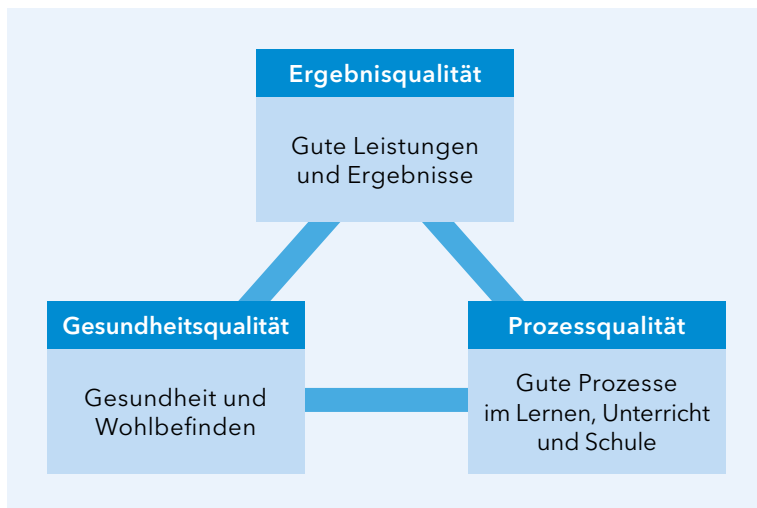 Ergebnisqualität
Gute Leistungen
und Ergebnisse
Gesundheitsqualität
Gesundheit und
Wohlbefinden
Prozessqualität
Gute Prozesse
im Lernen, Unterricht
und Schule